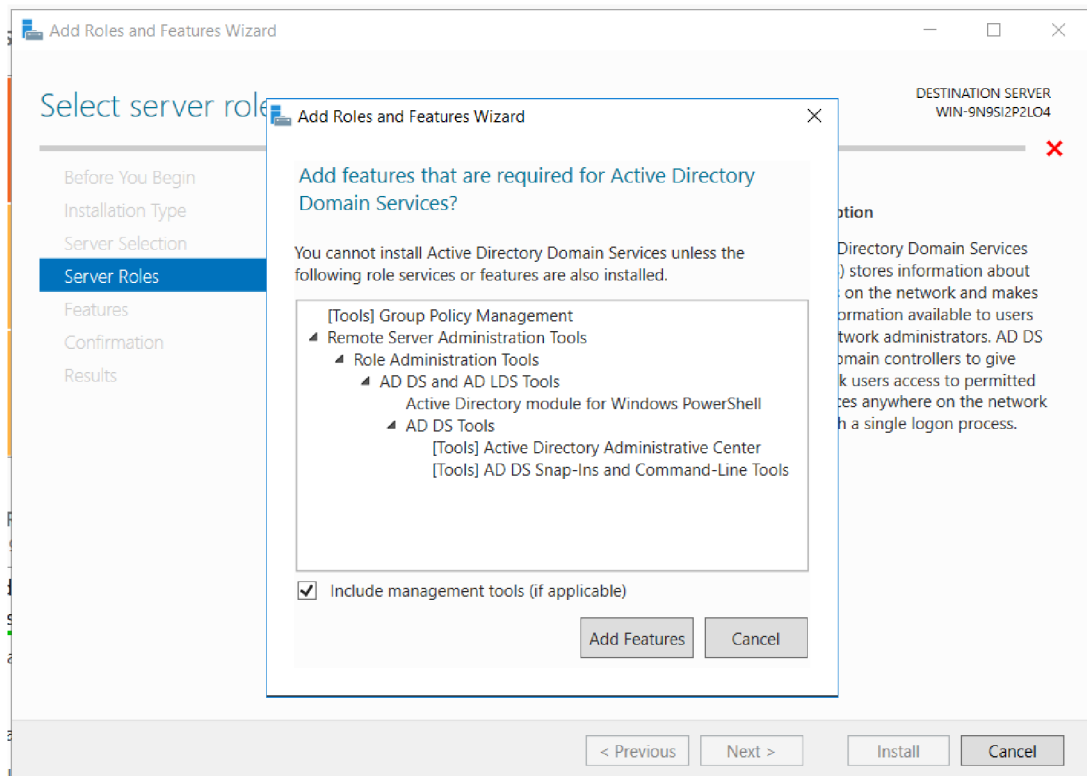 Add Roles and Features Wizard
Select server role
DESTINATION SERVER
WIN-9N9SI2P2LO4
Before You Begin
Installation Type
Server Selection
Server Roles
Features
Confirmation
Results
Add Roles and Features Wizard
Add features that are required for Active Directory
Domain Services?
You cannot install Active Directory Domain Services unless the
following role services or features are also installed.
[Tools] Group Policy Management
Remote Server Administration Tools
Role Administration Tools
AD DS and AD LDS Tools
Active Directory module for Windows PowerShell
AD DS Tools
[Tools] Active Directory Administrative Center
[Tools] AD DS Snap-Ins and Command-Line Tools
Include management tools (if applicable)
Add Features
Cancel
ption
Directory Domain Services
) stores information about
on the network and makes
ormation available to users
twork administrators. AD DS
omain controllers to give
k users access to permitted
ces anywhere on the network
h a single logon process.
< Previous
Next >
Install
Cancel